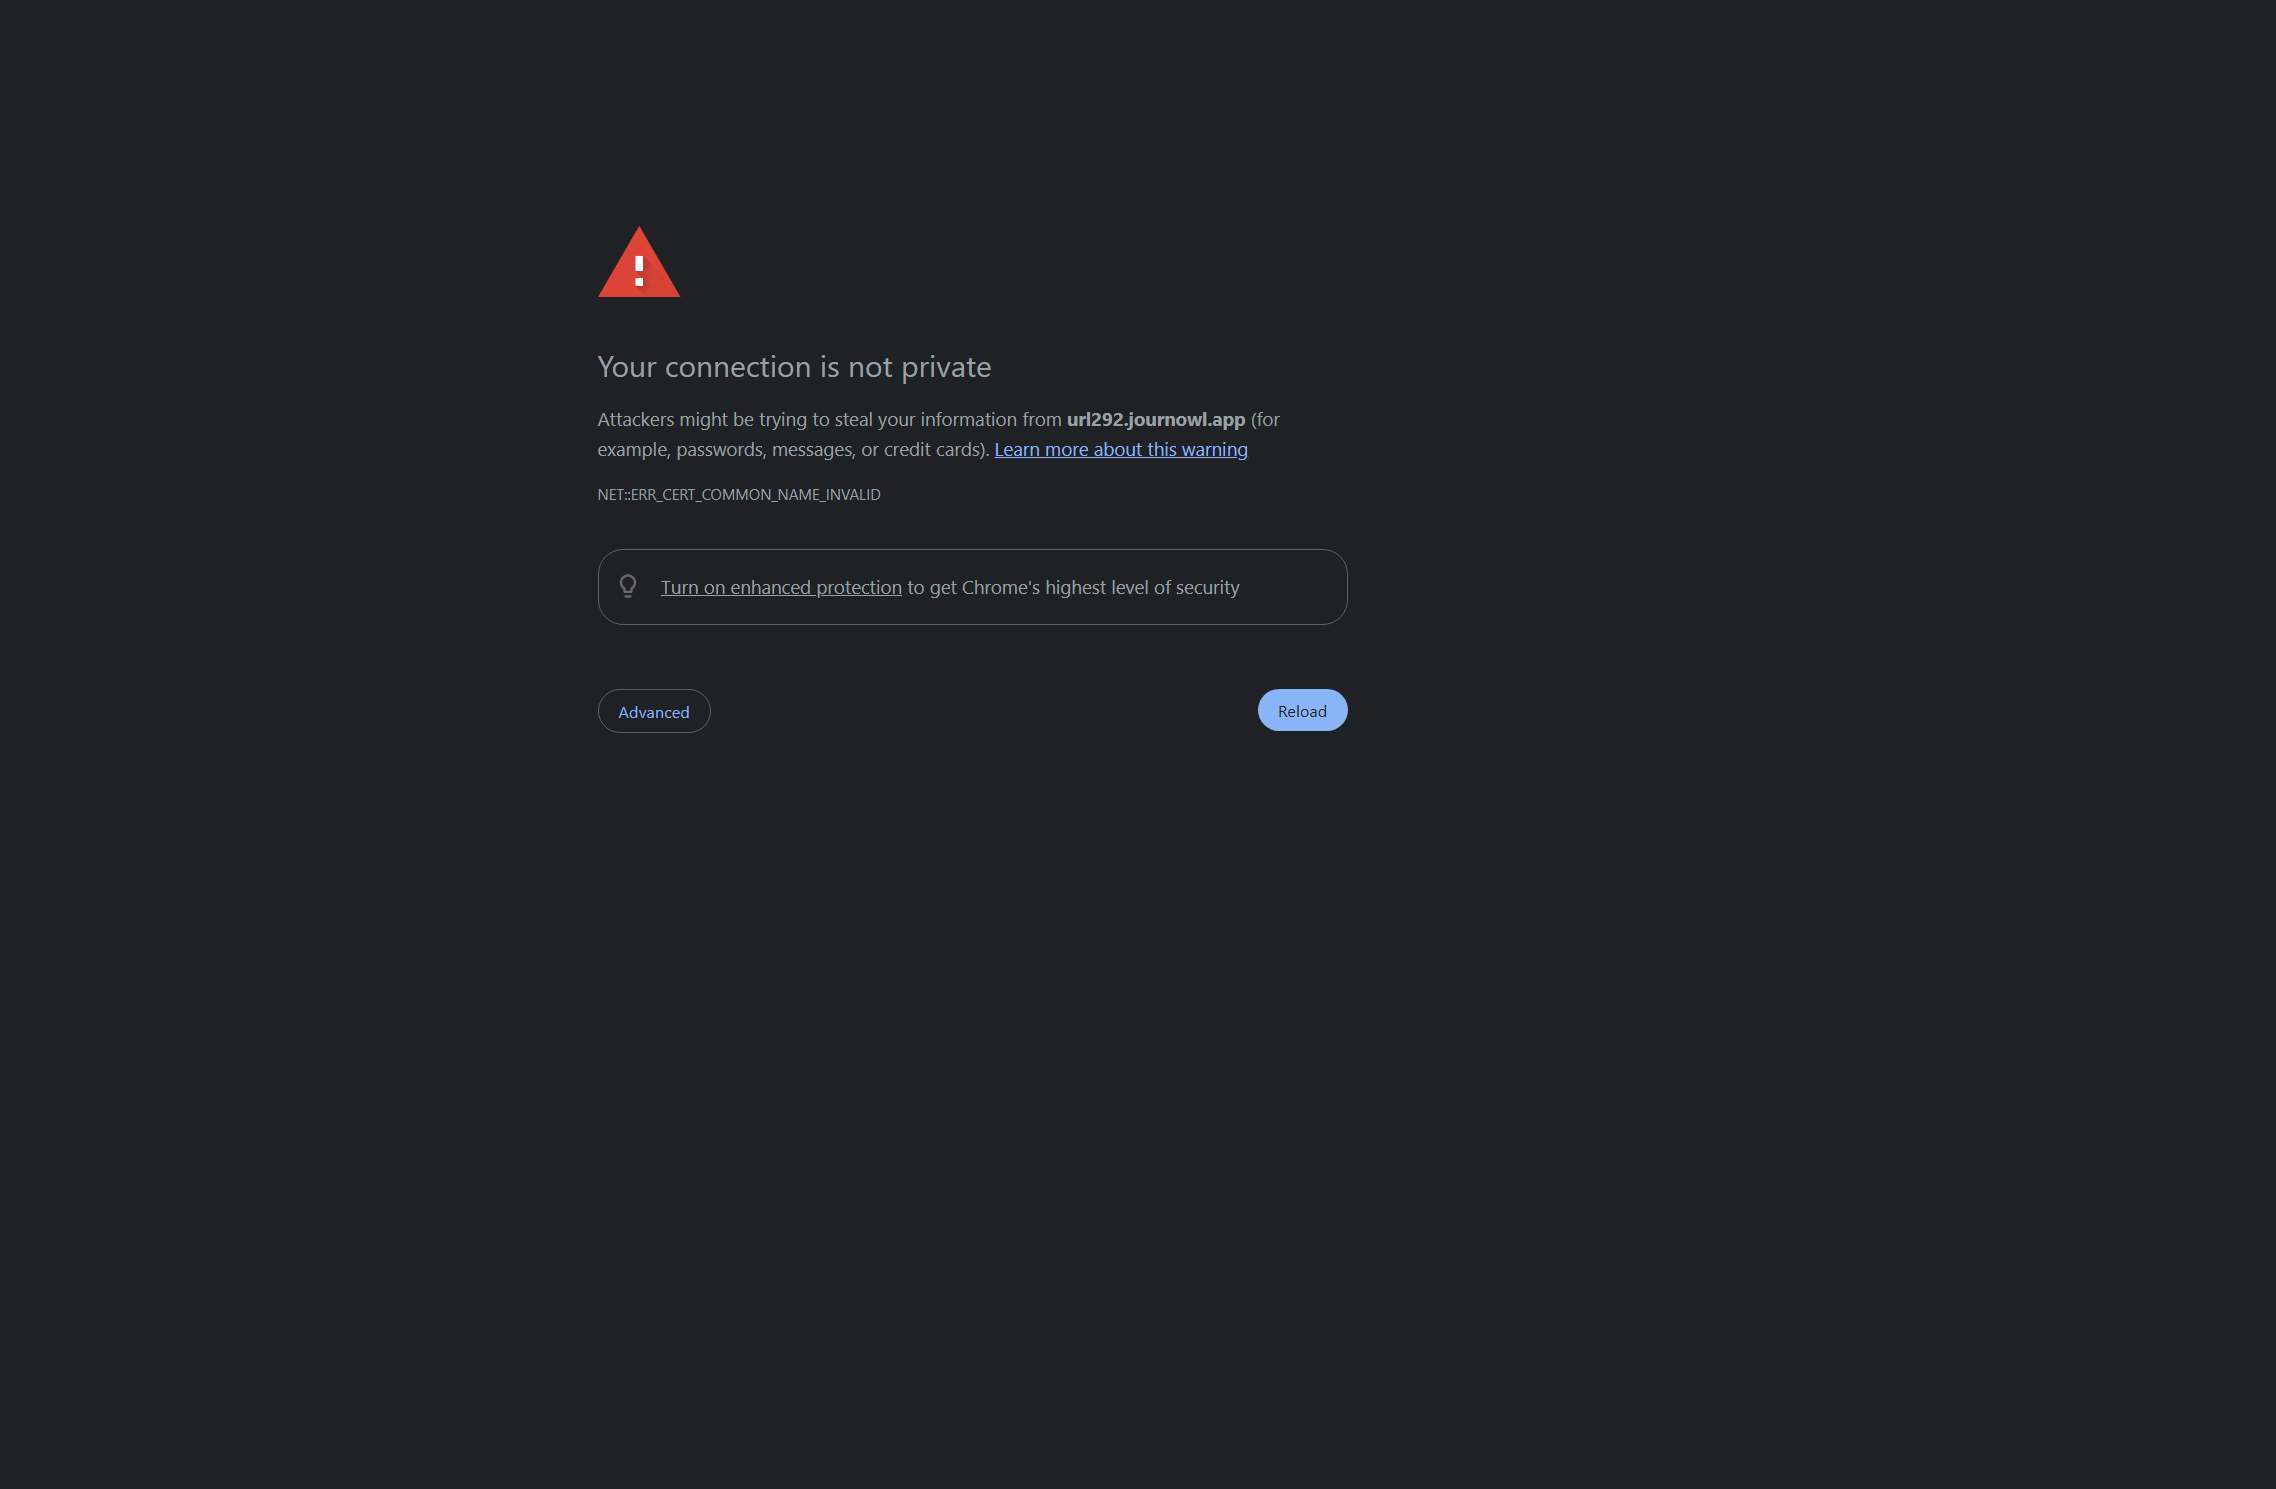 Your connection is not private
Attackers might be trying to steal your information from url292.journowl.app (for
example, passwords, messages, or credit cards). Learn more about this warning
NET::ERR_CERT_COMMON_NAME_INVALID
Turn on enhanced protection to get Chrome's highest level of security
Advanced
Reload